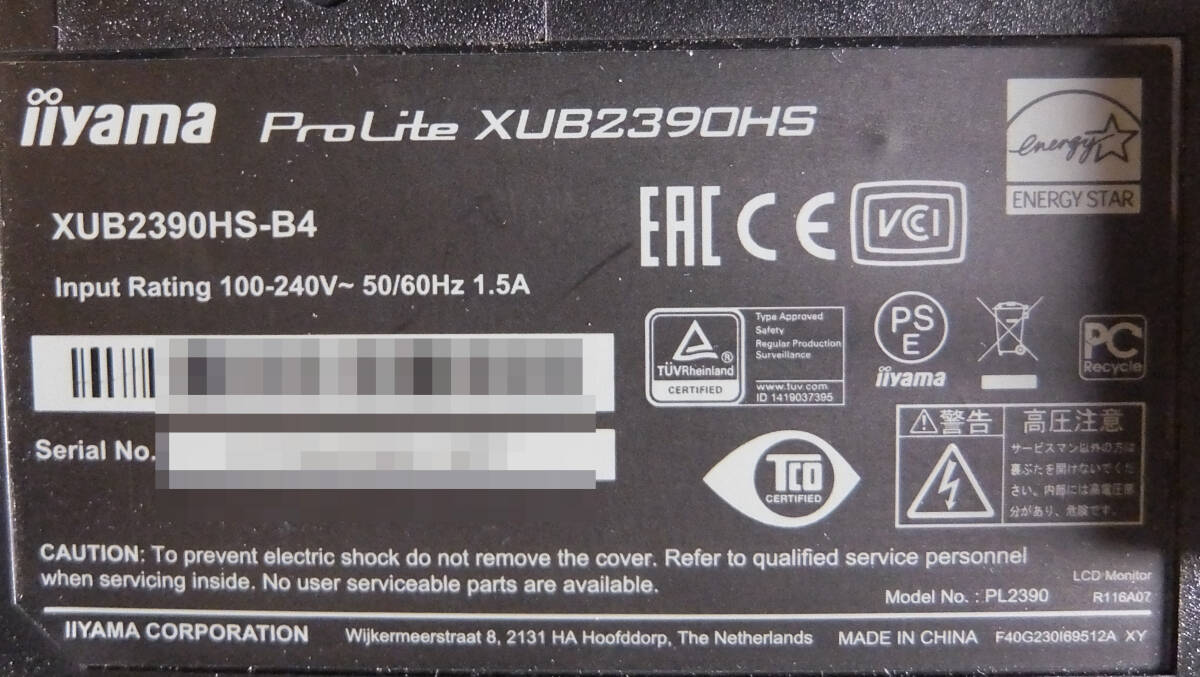 iiyama ProLite XUB2390HS
energy
ENERGY STAR
XUB2390HS-B4
EAC CE VCCI
Input Rating 100-240V~ 50/60Hz 1.5A
Type Approved
Safety
Regular Production
Surveillance
TÜVRheinland ®
CERTIFIED
www.tuv.com
ID 1419037395
PS
E
iiyama
PC
Recycle
Serial No.
TCO
CERTIFIED
警告 高圧注意
サービスマン以外の方は
裏ぶたを開けないでくだ
さい。内部には高電圧部
分があり、危険です。
CAUTION: To prevent electric shock do not remove the cover. Refer to qualified service personnel
when servicing inside. No user serviceable parts are available.
LCD Monitor
Model No. : PL2390 R116A07
IIYAMA CORPORATION Wijkermeerstraat 8, 2131 HA Hoofddorp, The Netherlands MADE IN CHINA F40G230I69512A XY